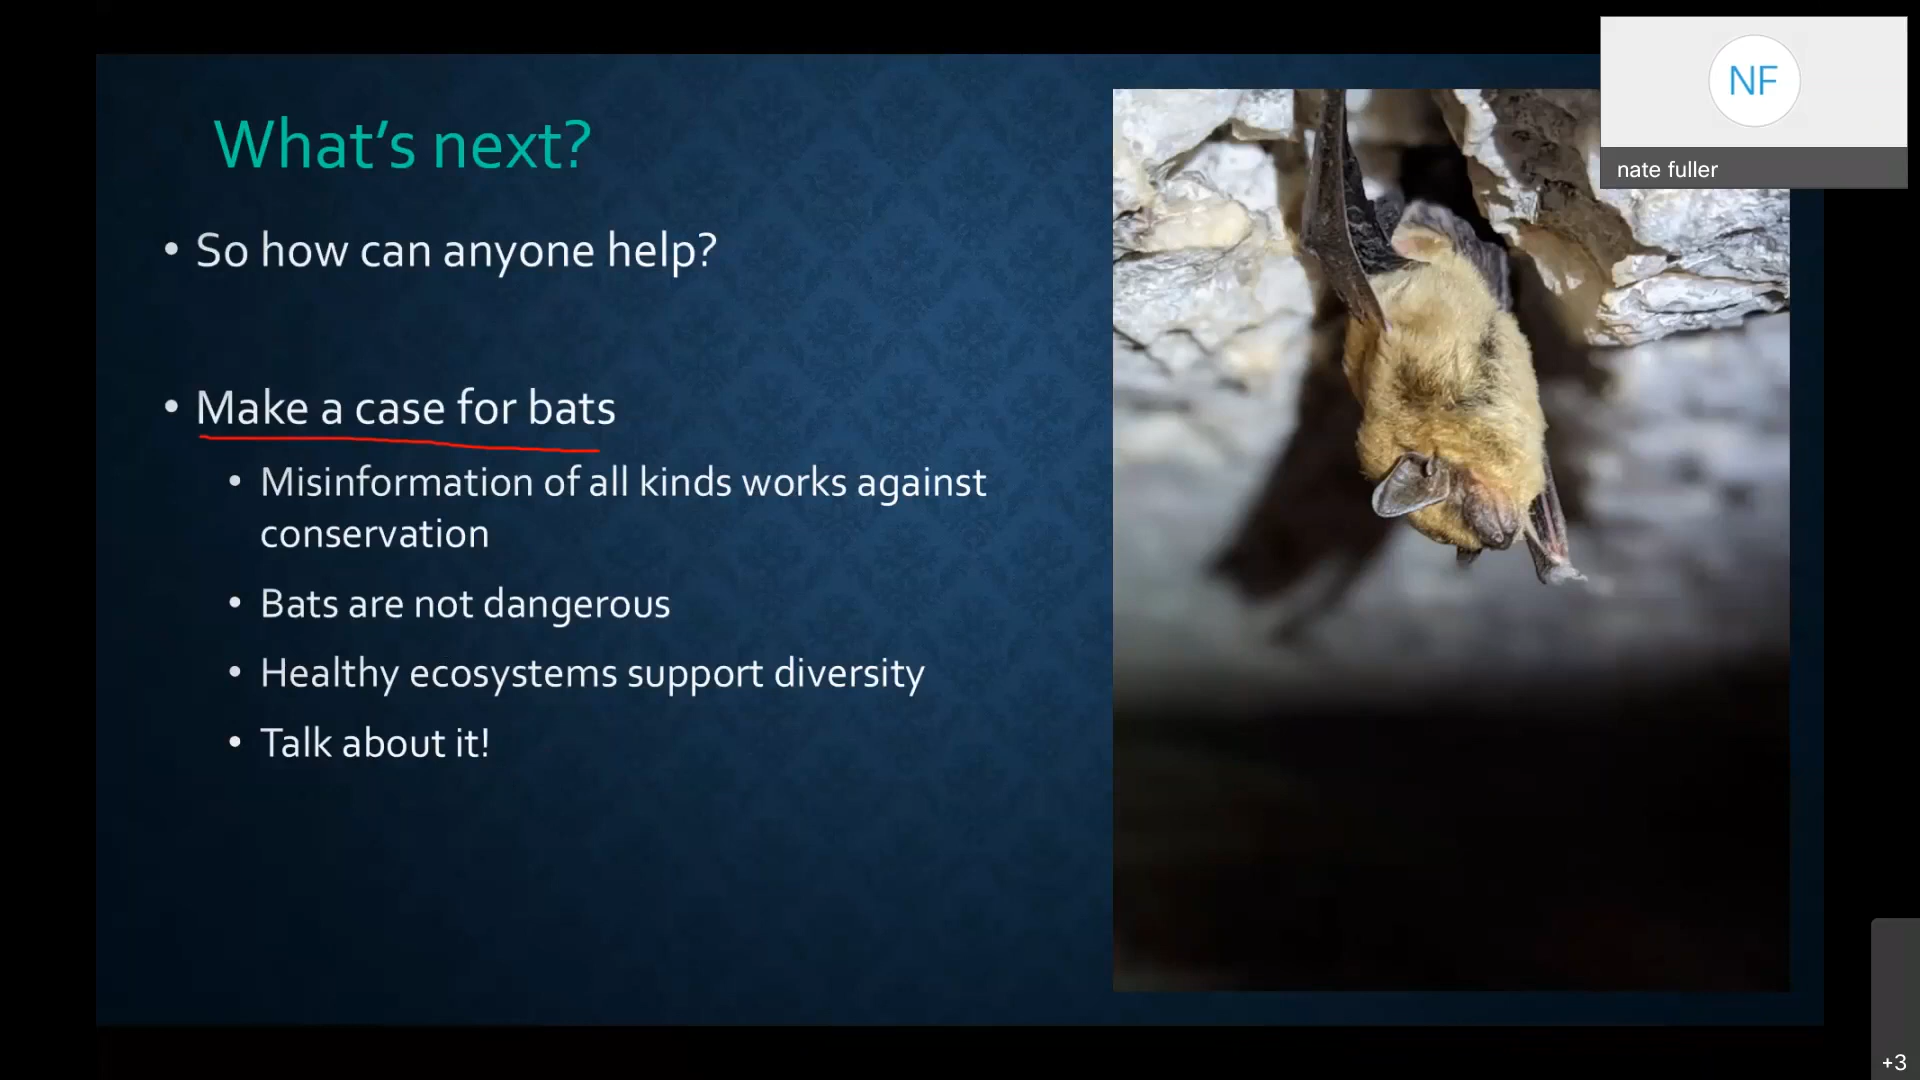 What's next?
• So how can anyone help?
• Make a case for bats
• Misinformation of all kinds works against
conservation
• Bats are not dangerous
• Healthy ecosystems support diversity
• Talk about it!
NF
nate fuller
+3